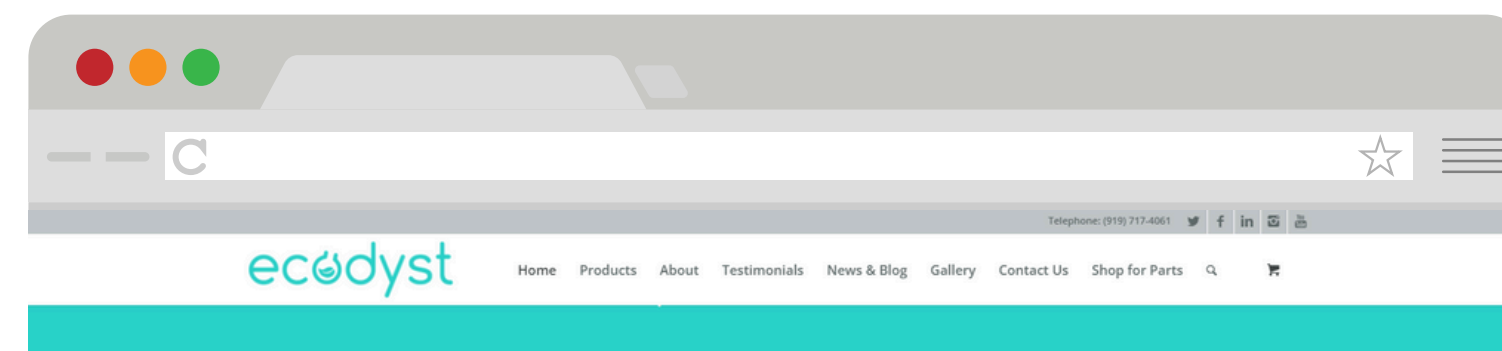 Telephone: (919) 717-4061
ecodyst
Home Products About Testimonials News & Blog Gallery Contact Us Shop for Parts